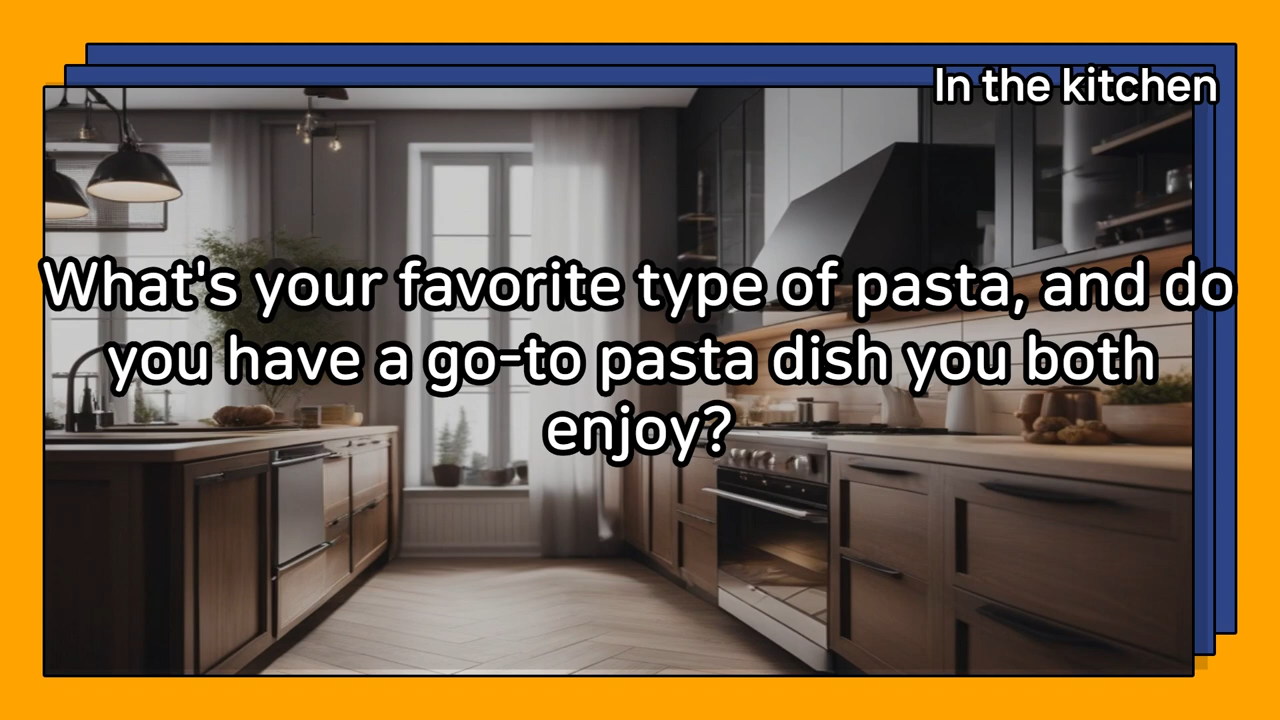 In the kitchen
What's your favorite type of pasta, and do
you have a go-to pasta dish you both
enjoy?